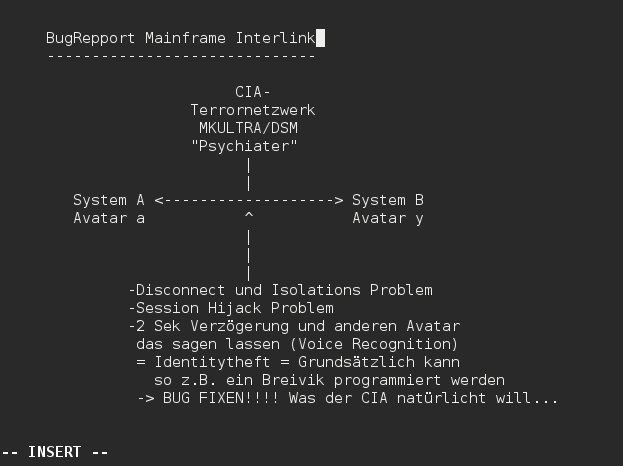 BugRepport Mainframe Interlink
------------------------------
CIA-
Terrornetzwerk
MKULTRA/DSM
"Psychiater"
|
|
System A <-------------------> System B
Avatar a ^ Avatar y
|
|
|
-Disconnect und Isolations Problem
-Session Hijack Problem
-2 Sek Verzögerung und anderen Avatar
das sagen lassen (Voice Recognition)
= Identitytheft = Grundsätzlich kann
so z.B. ein Breivik programmiert werden
-> BUG FIXEN!!!! Was der CIA natürlicht will...
-- INSERT --